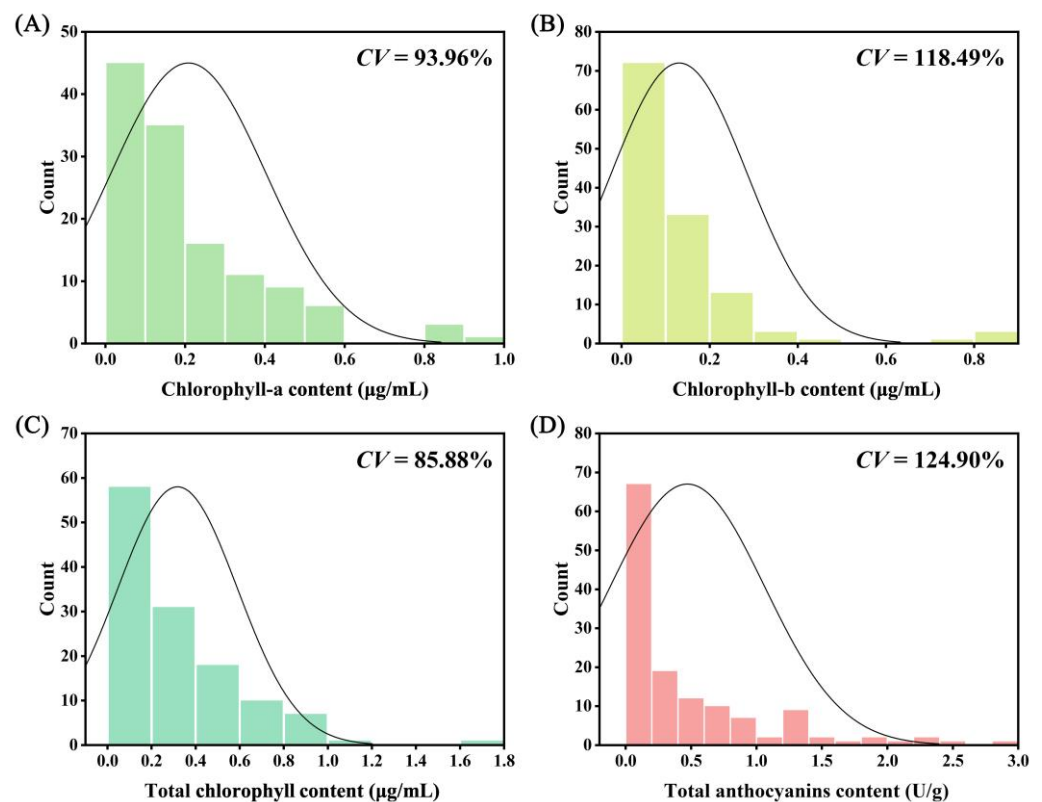 (A)
CV = 93.96%
50
40
30
20
10
0
Count
0.0 0.2 0.4 0.6 0.8 1.0
Chlorophyll-a content (μg/mL)
(B)
CV = 118.49%
80
70
60
50
40
30
20
10
0
Count
0.0 0.2 0.4 0.6 0.8
Chlorophyll-b content (μg/mL)
(C)
CV = 85.88%
70
60
50
40
30
20
10
0
Count
0.0 0.2 0.4 0.6 0.8 1.0 1.2 1.4 1.6 1.8
Total chlorophyll content (μg/mL)
(D)
CV = 124.90%
80
70
60
50
40
30
20
10
0
Count
0.0 0.5 1.0 1.5 2.0 2.5 3.0
Total anthocyanins content (U/g)